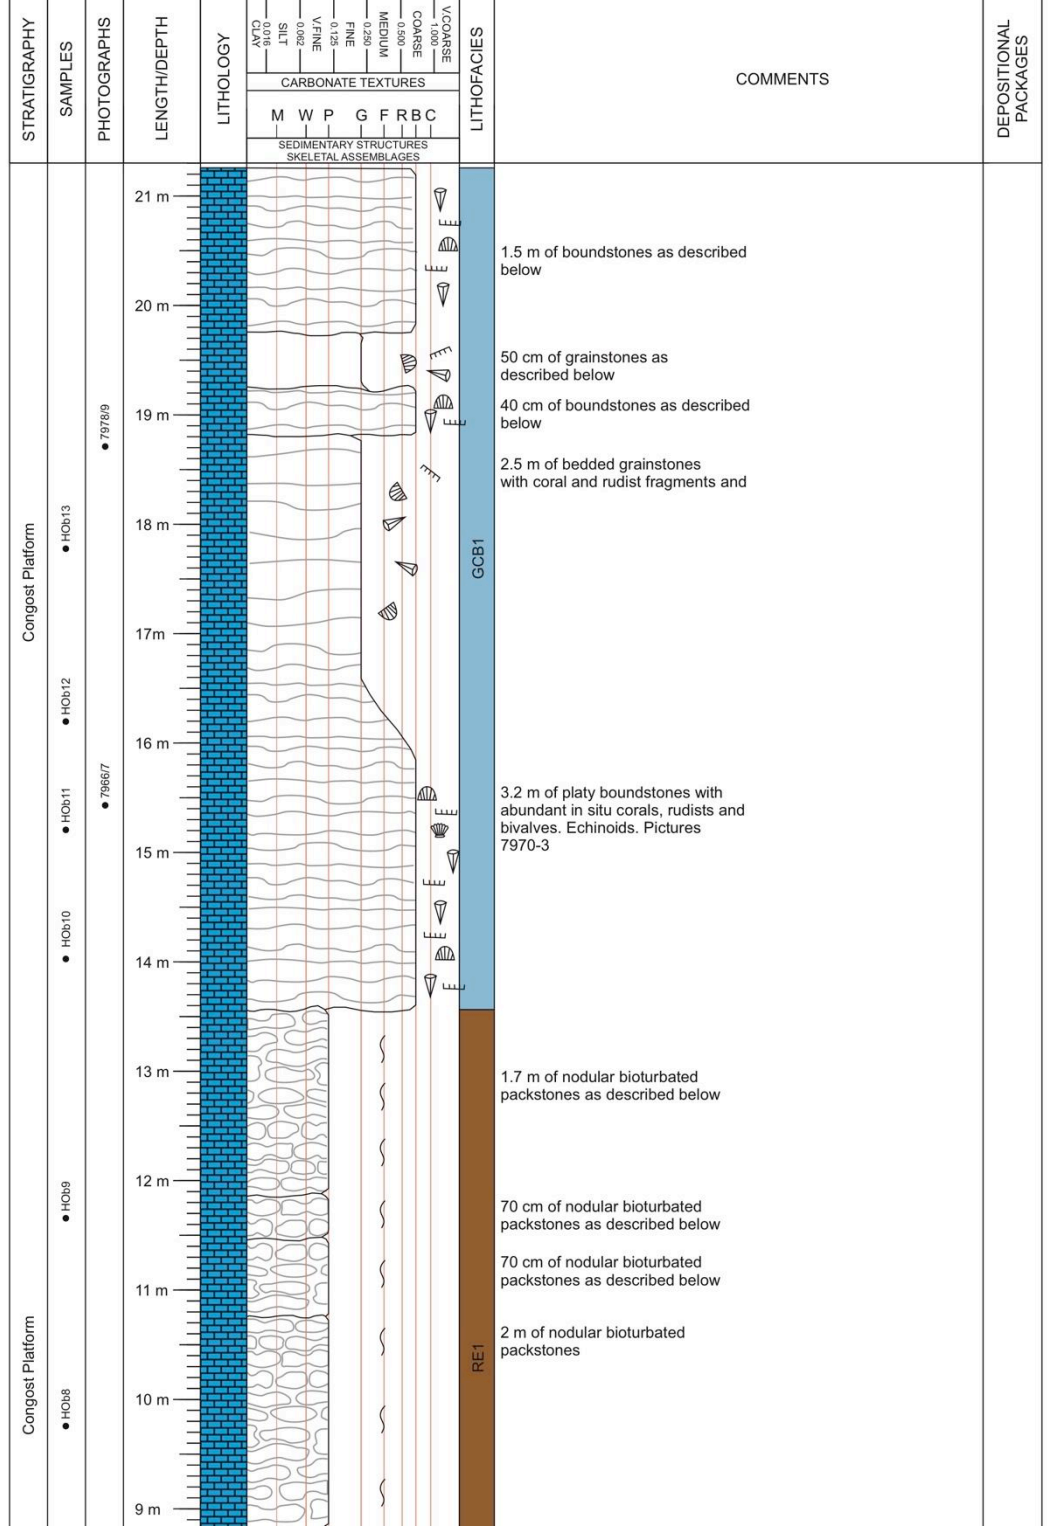 STRATIGRAPHY
SAMPLES
PHOTOGRAPHS
LENGTH/DEPTH
LITHOLOGY
CLAY
0.016
SILT
0.062
V.FINE
0.125
FINE
0.250
MEDIUM
0.500
COARSE
1.000
V.COARSE
CARBONATE TEXTURES
M W P G F R B C
SEDIMENTARY STRUCTURES
SKELETAL ASSEMBLAGES
LITHOFACIES
COMMENTS
DEPOSITIONAL
PACKAGES
21 m
1.5 m of boundstones as described
below
20 m
50 cm of grainstones as
described below
40 cm of boundstones as described
below
19 m
7978/9
2.5 m of bedded grainstones
with coral and rudist fragments and
18 m
HOb13
Congost Platform
GCB1
17m
HOb12
16 m
7966/7
HOb11
3.2 m of platy boundstones with
abundant in situ corals, rudists and
bivalves. Echinoids. Pictures
7970-3
15 m
HOb10
14 m
13 m
1.7 m of nodular bioturbated
packstones as described below
12 m
HOb9
70 cm of nodular bioturbated
packstones as described below
70 cm of nodular bioturbated
packstones as described below
11 m
2 m of nodular bioturbated
packstones
RE1
Congost Platform
10 m
HOb8
9 m